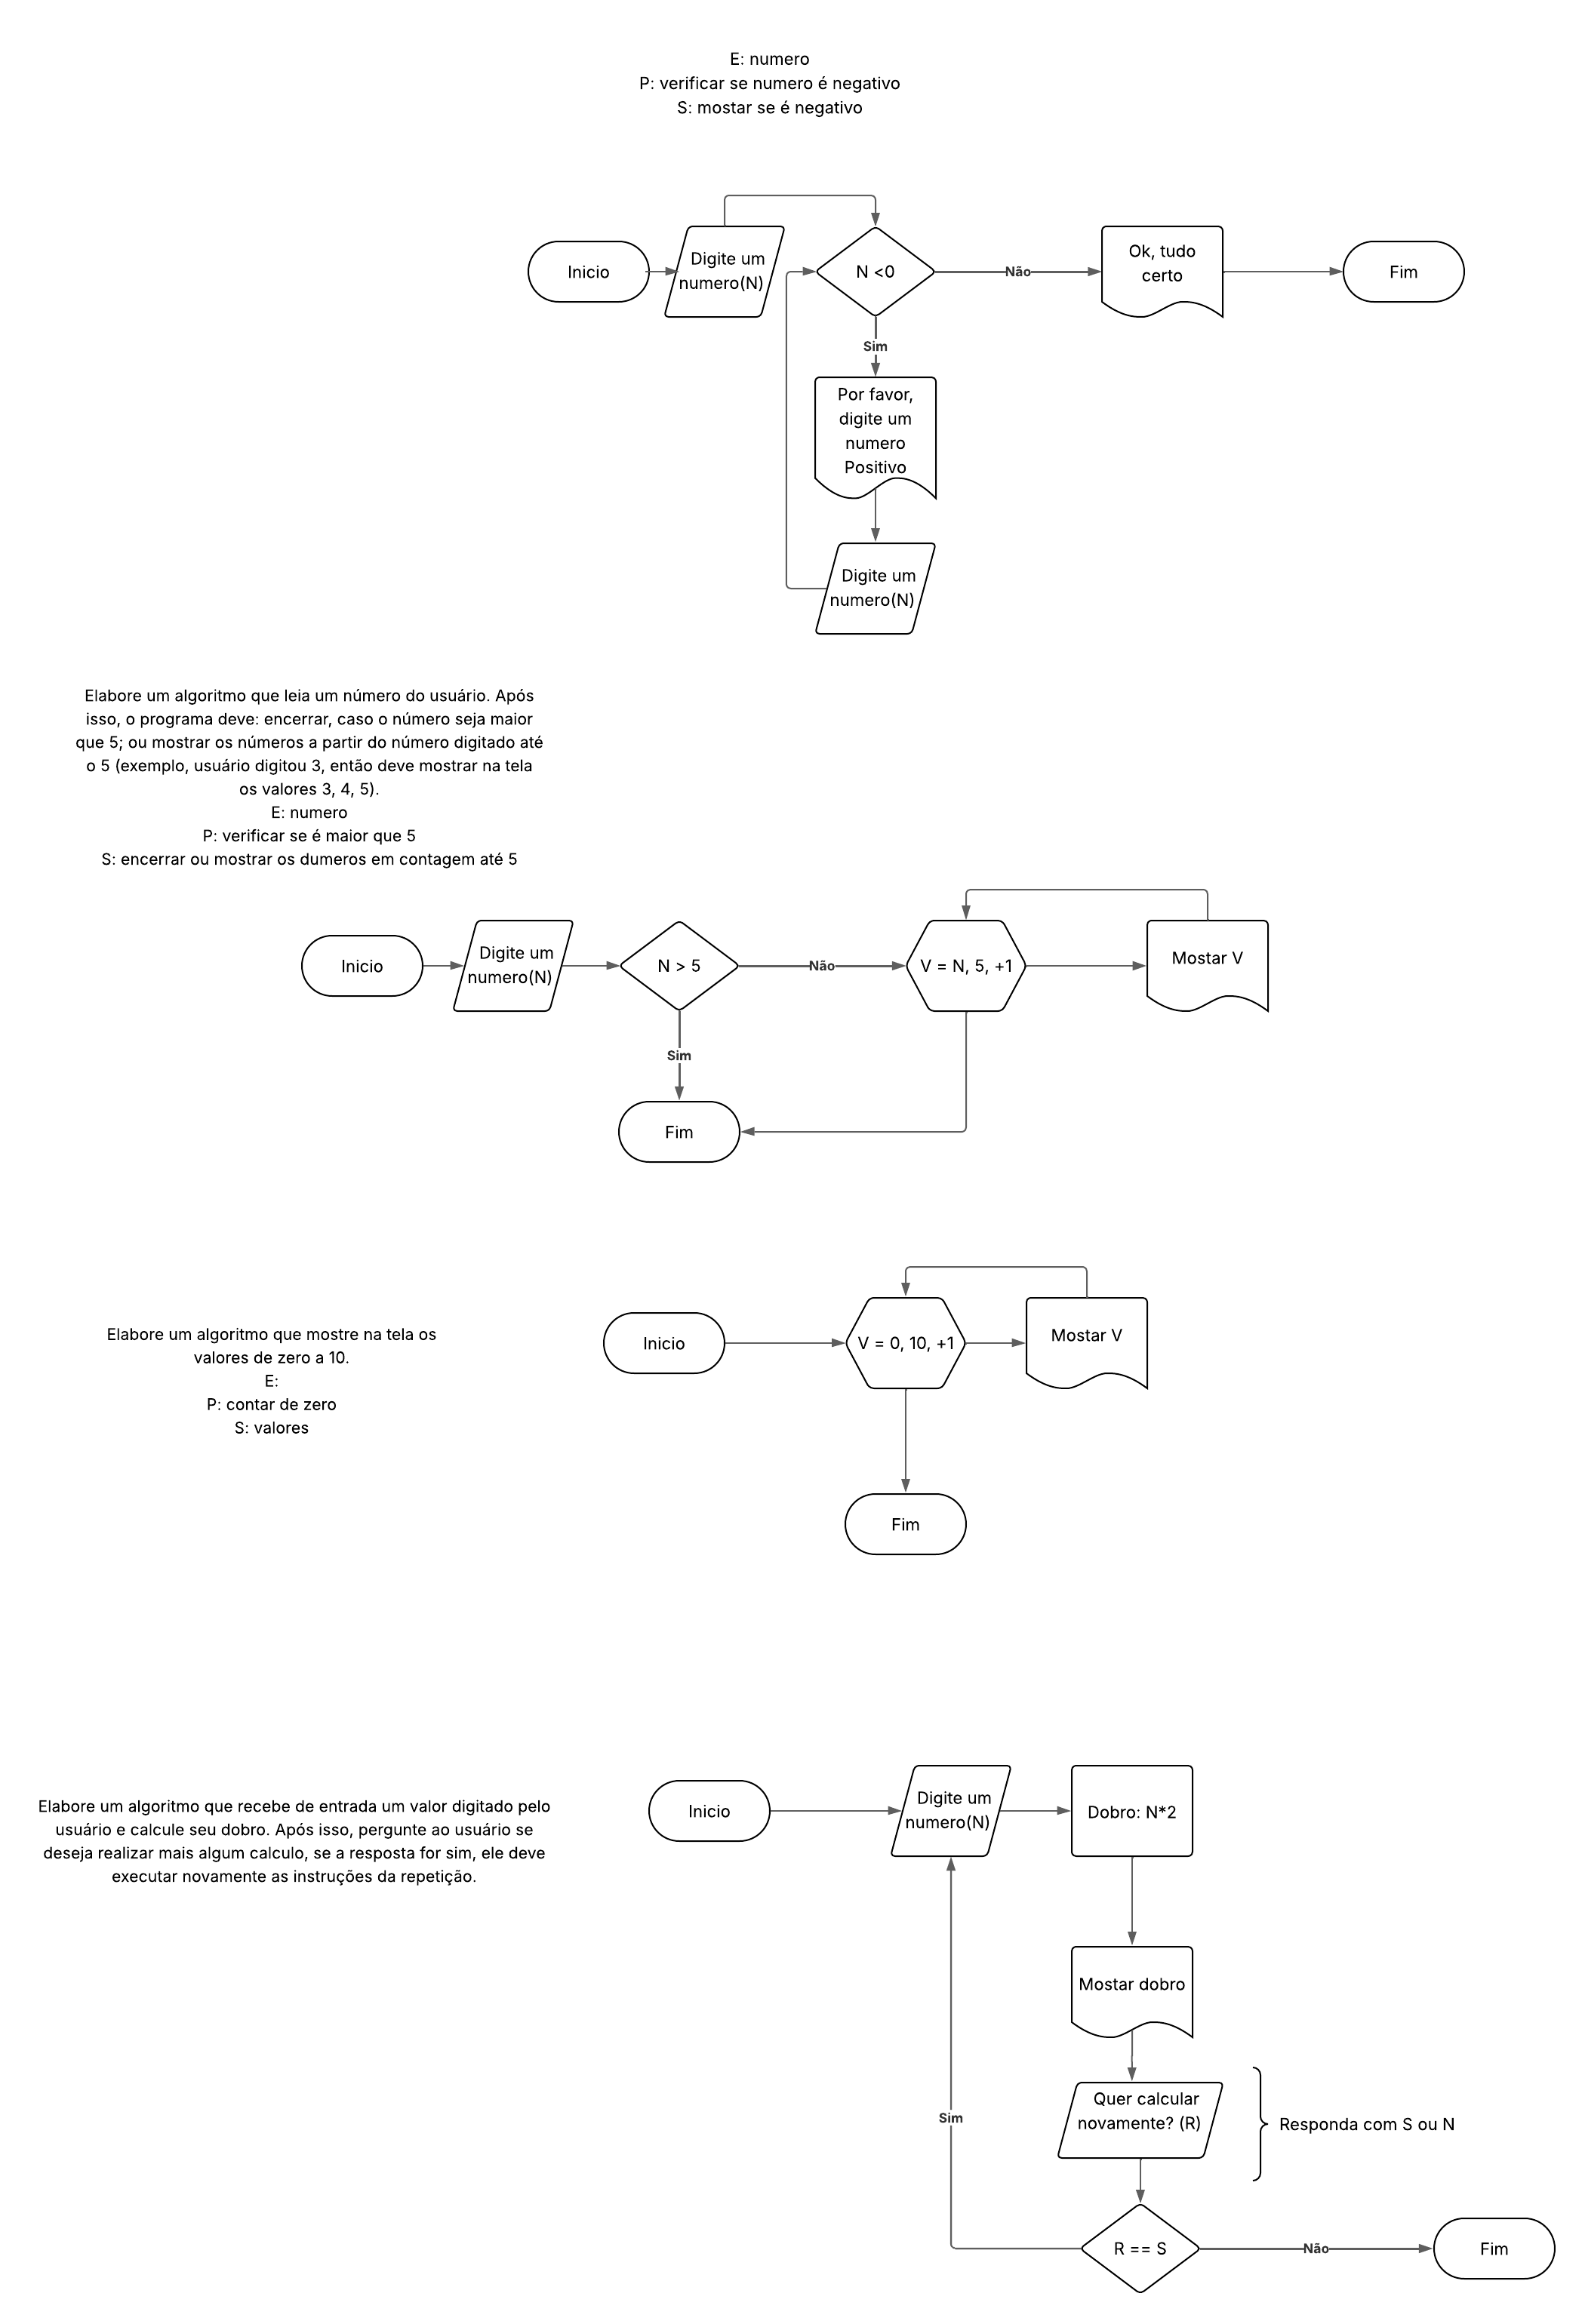 E: numero
P: verificar se numero é negativo
S: mostar se é negativo
Inicio
Digite um
numero(N)
N <0
Não
Ok, tudo
certo
Fim
Sim
Por favor,
digite um
numero
Positivo
Digite um
numero(N)
Elabore um algoritmo que leia um número do usuário. Após
isso, o programa deve: encerrar, caso o número seja maior
que 5; ou mostrar os números a partir do número digitado até
o 5 (exemplo, usuário digitou 3, então deve mostrar na tela
os valores 3, 4, 5).
E: numero
P: verificar se é maior que 5
S: encerrar ou mostrar os dumeros em contagem até 5
Inicio
Digite um
numero(N)
N > 5
Não
V = N, 5, +1
Mostar V
Sim
Fim
Elabore um algoritmo que mostre na tela os
valores de zero a 10.
E:
P: contar de zero
S: valores
Inicio
V = 0, 10, +1
Mostar V
Fim
Elabore um algoritmo que recebe de entrada um valor digitado pelo
usuário e calcule seu dobro. Após isso, pergunte ao usuário se
deseja realizar mais algum calculo, se a resposta for sim, ele deve
executar novamente as instruções da repetição.
Inicio
Digite um
numero(N)
Dobro: N*2
Mostar dobro
Quer calcular
novamente? (R)
Responda com S ou N
Sim
R == S
Não
Fim